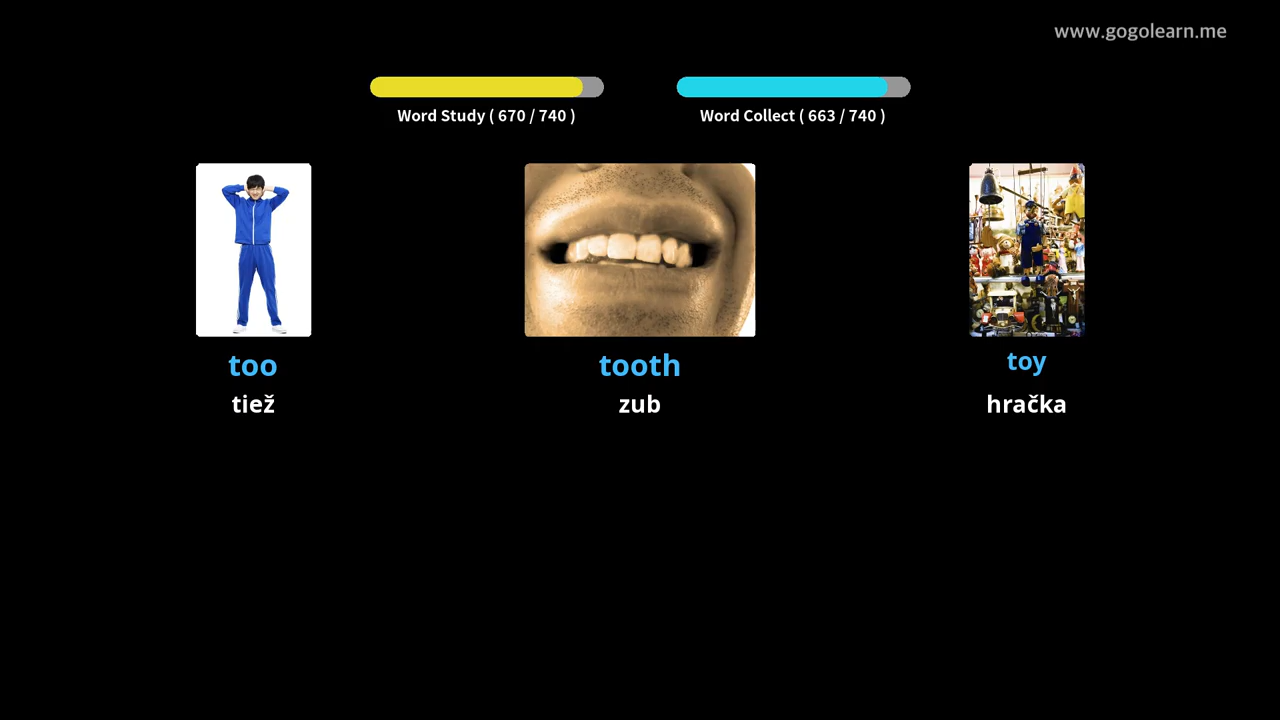 www.gogolearn.me
Word Study ( 670 / 740 )
Word Collect ( 663 / 740 )
too
tooth
toy
tiež
zub
hračka